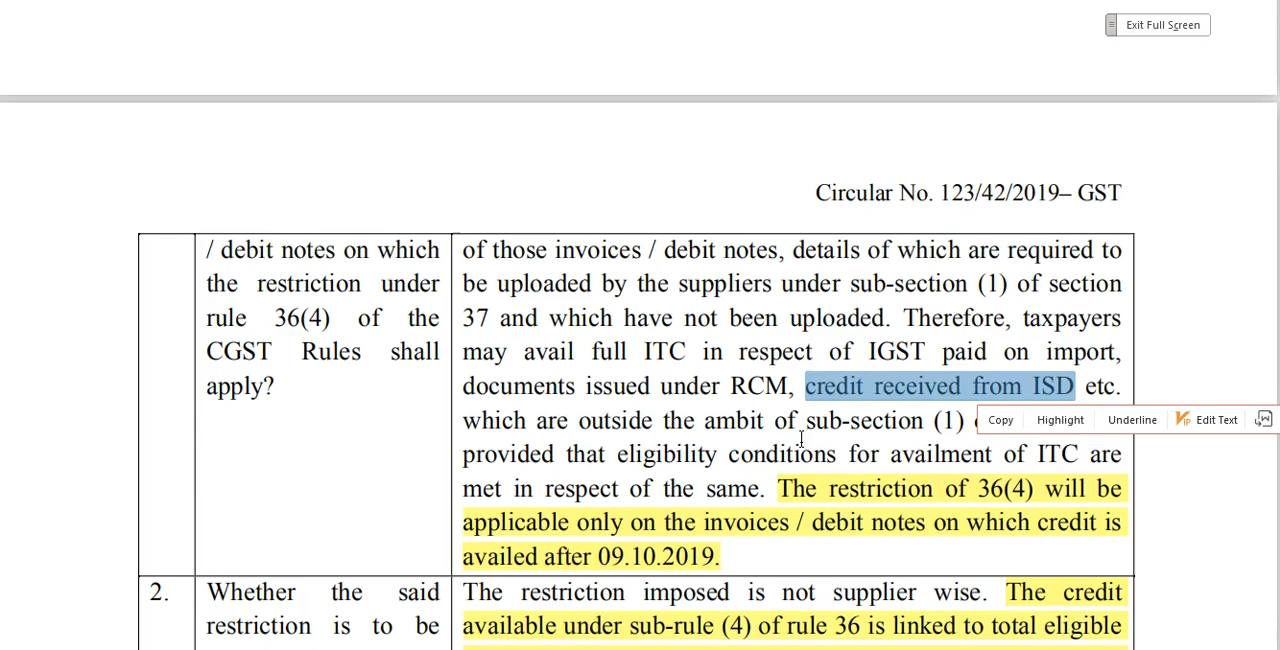 Exit Full Screen
Circular No. 123/42/2019– GST
/ debit notes on which
the restriction under
rule 36(4) of the
CGST Rules shall
apply?
of those invoices / debit notes, details of which are required to
be uploaded by the suppliers under sub-section (1) of section
37 and which have not been uploaded. Therefore, taxpayers
may avail full ITC in respect of IGST paid on import,
documents issued under RCM, credit received from ISD etc.
which are outside the ambit of sub-section (1)
Copy Highlight Underline Edit Text
provided that eligibility conditions for availment of ITC are
met in respect of the same. The restriction of 36(4) will be
applicable only on the invoices / debit notes on which credit is
availed after 09.10.2019.
2.
Whether the said
restriction is to be
The restriction imposed is not supplier wise. The credit
available under sub-rule (4) of rule 36 is linked to total eligible